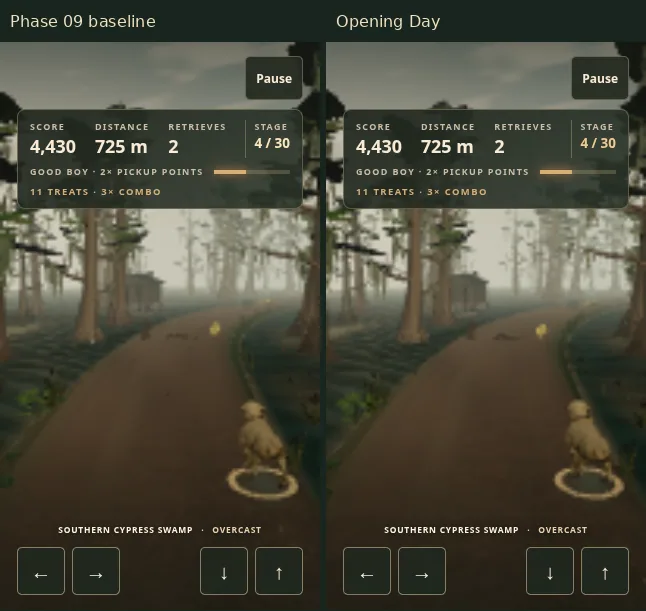 Phase 09 baseline
Pause
SCORE DISTANCE RETRIEVES STAGE
4,430 725 m 2 4 / 30
GOOD BOY · 2× PICKUP POINTS
11 TREATS · 3× COMBO
SOUTHERN CYPRESS SWAMP · OVERCAST
← → ↓ ↑
Opening Day
Pause
SCORE DISTANCE RETRIEVES STAGE
4,430 725 m 2 4 / 30
GOOD BOY · 2× PICKUP POINTS
11 TREATS · 3× COMBO
SOUTHERN CYPRESS SWAMP · OVERCAST
← → ↓ ↑